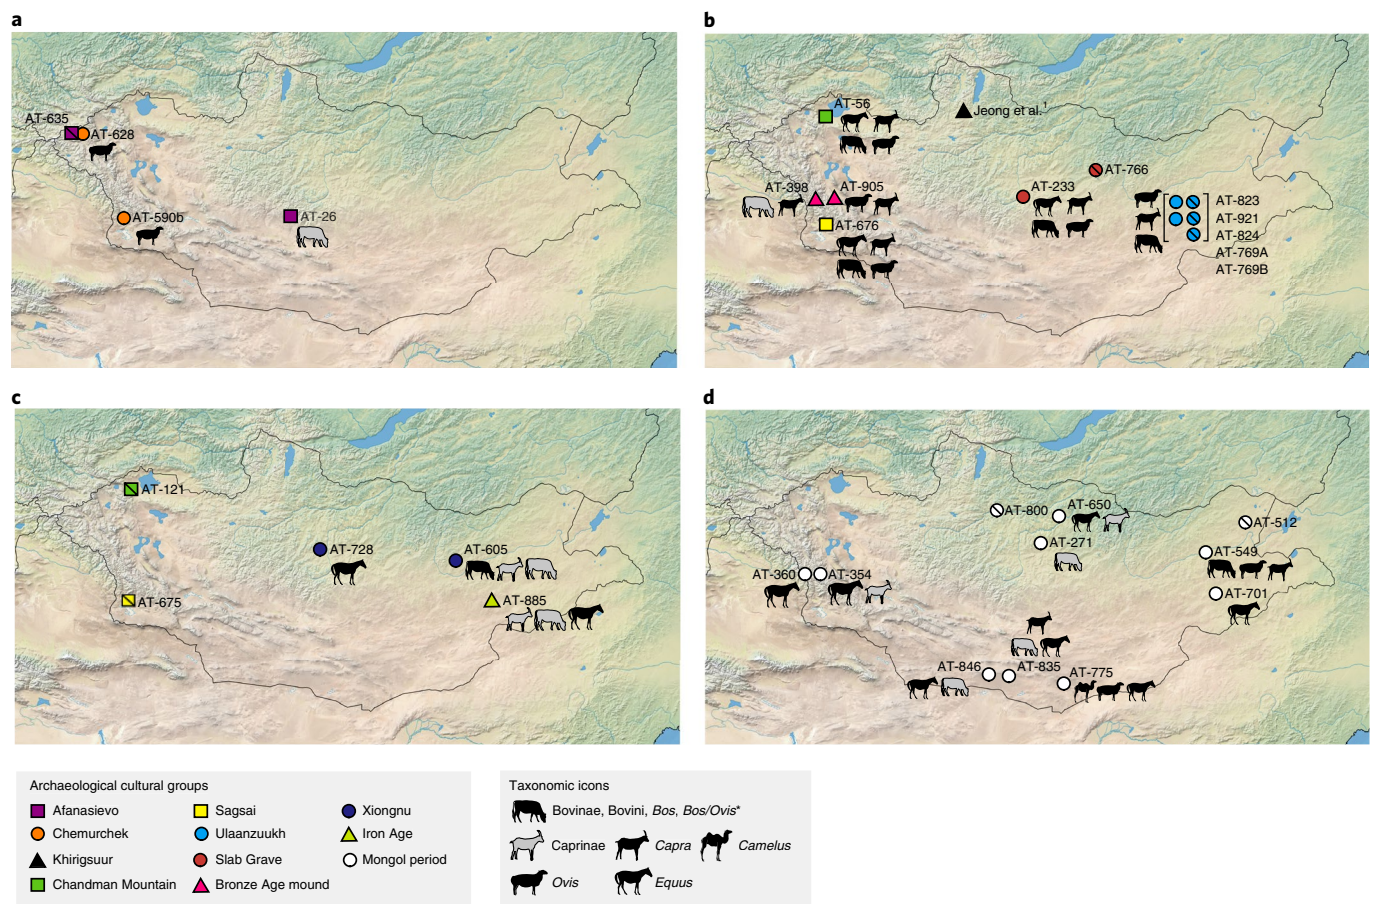 a
AT-635
AT-628
AT-590b
AT-26
b
AT-56
Jeong et al.¹
AT-766
AT-398
AT-905
AT-233
AT-676
AT-823
AT-921
AT-824
AT-769A
AT-769B
c
AT-121
AT-728
AT-605
AT-675
AT-885
d
AT-800
AT-650
AT-512
AT-271
AT-549
AT-360
AT-354
AT-701
AT-846
AT-835
AT-775
Archaeological cultural groups
Afanasievo
Sagsai
Xiongnu
Chemurchek
Ulaanzuukh
Iron Age
Khirigsuur
Slab Grave
Mongol period
Chandman Mountain
Bronze Age mound
Taxonomic icons
Bovinae, Bovini, Bos, Bos/Ovis*
Caprinae
Capra
Camelus
Ovis
Equus